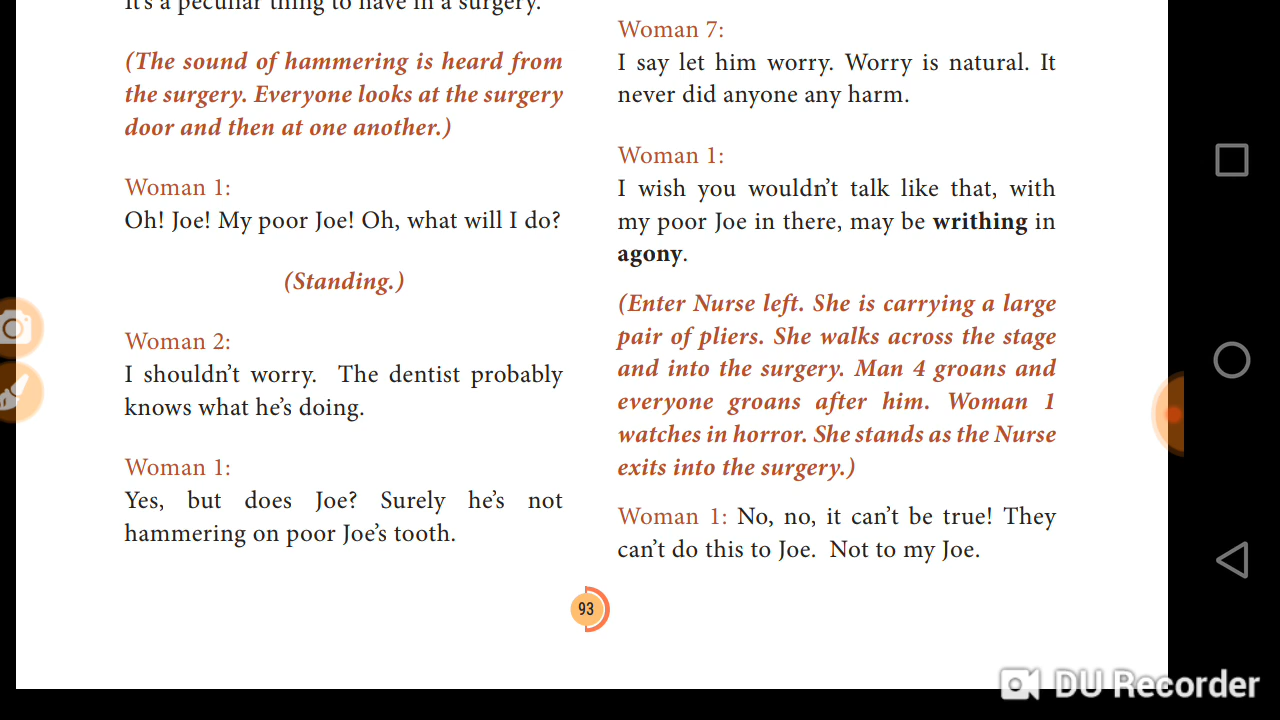 It's a peculiar thing to have in a surgery.
(The sound of hammering is heard from
the surgery. Everyone looks at the surgery
door and then at one another.)
Woman 1:
Oh! Joe! My poor Joe! Oh, what will I do?
(Standing.)
Woman 2:
I shouldn't worry. The dentist probably
knows what he's doing.
Woman 1:
Yes, but does Joe? Surely he's not
hammering on poor Joe's tooth.
Woman 7:
I say let him worry. Worry is natural. It
never did anyone any harm.
Woman 1:
I wish you wouldn't talk like that, with
my poor Joe in there, may be writhing in
agony.
(Enter Nurse left. She is carrying a large
pair of pliers. She walks across the stage
and into the surgery. Man 4 groans and
everyone groans after him. Woman 1
watches in horror. She stands as the Nurse
exits into the surgery.)
Woman 1: No, no, it can't be true! They
can't do this to Joe. Not to my Joe.
93
DU Recorder